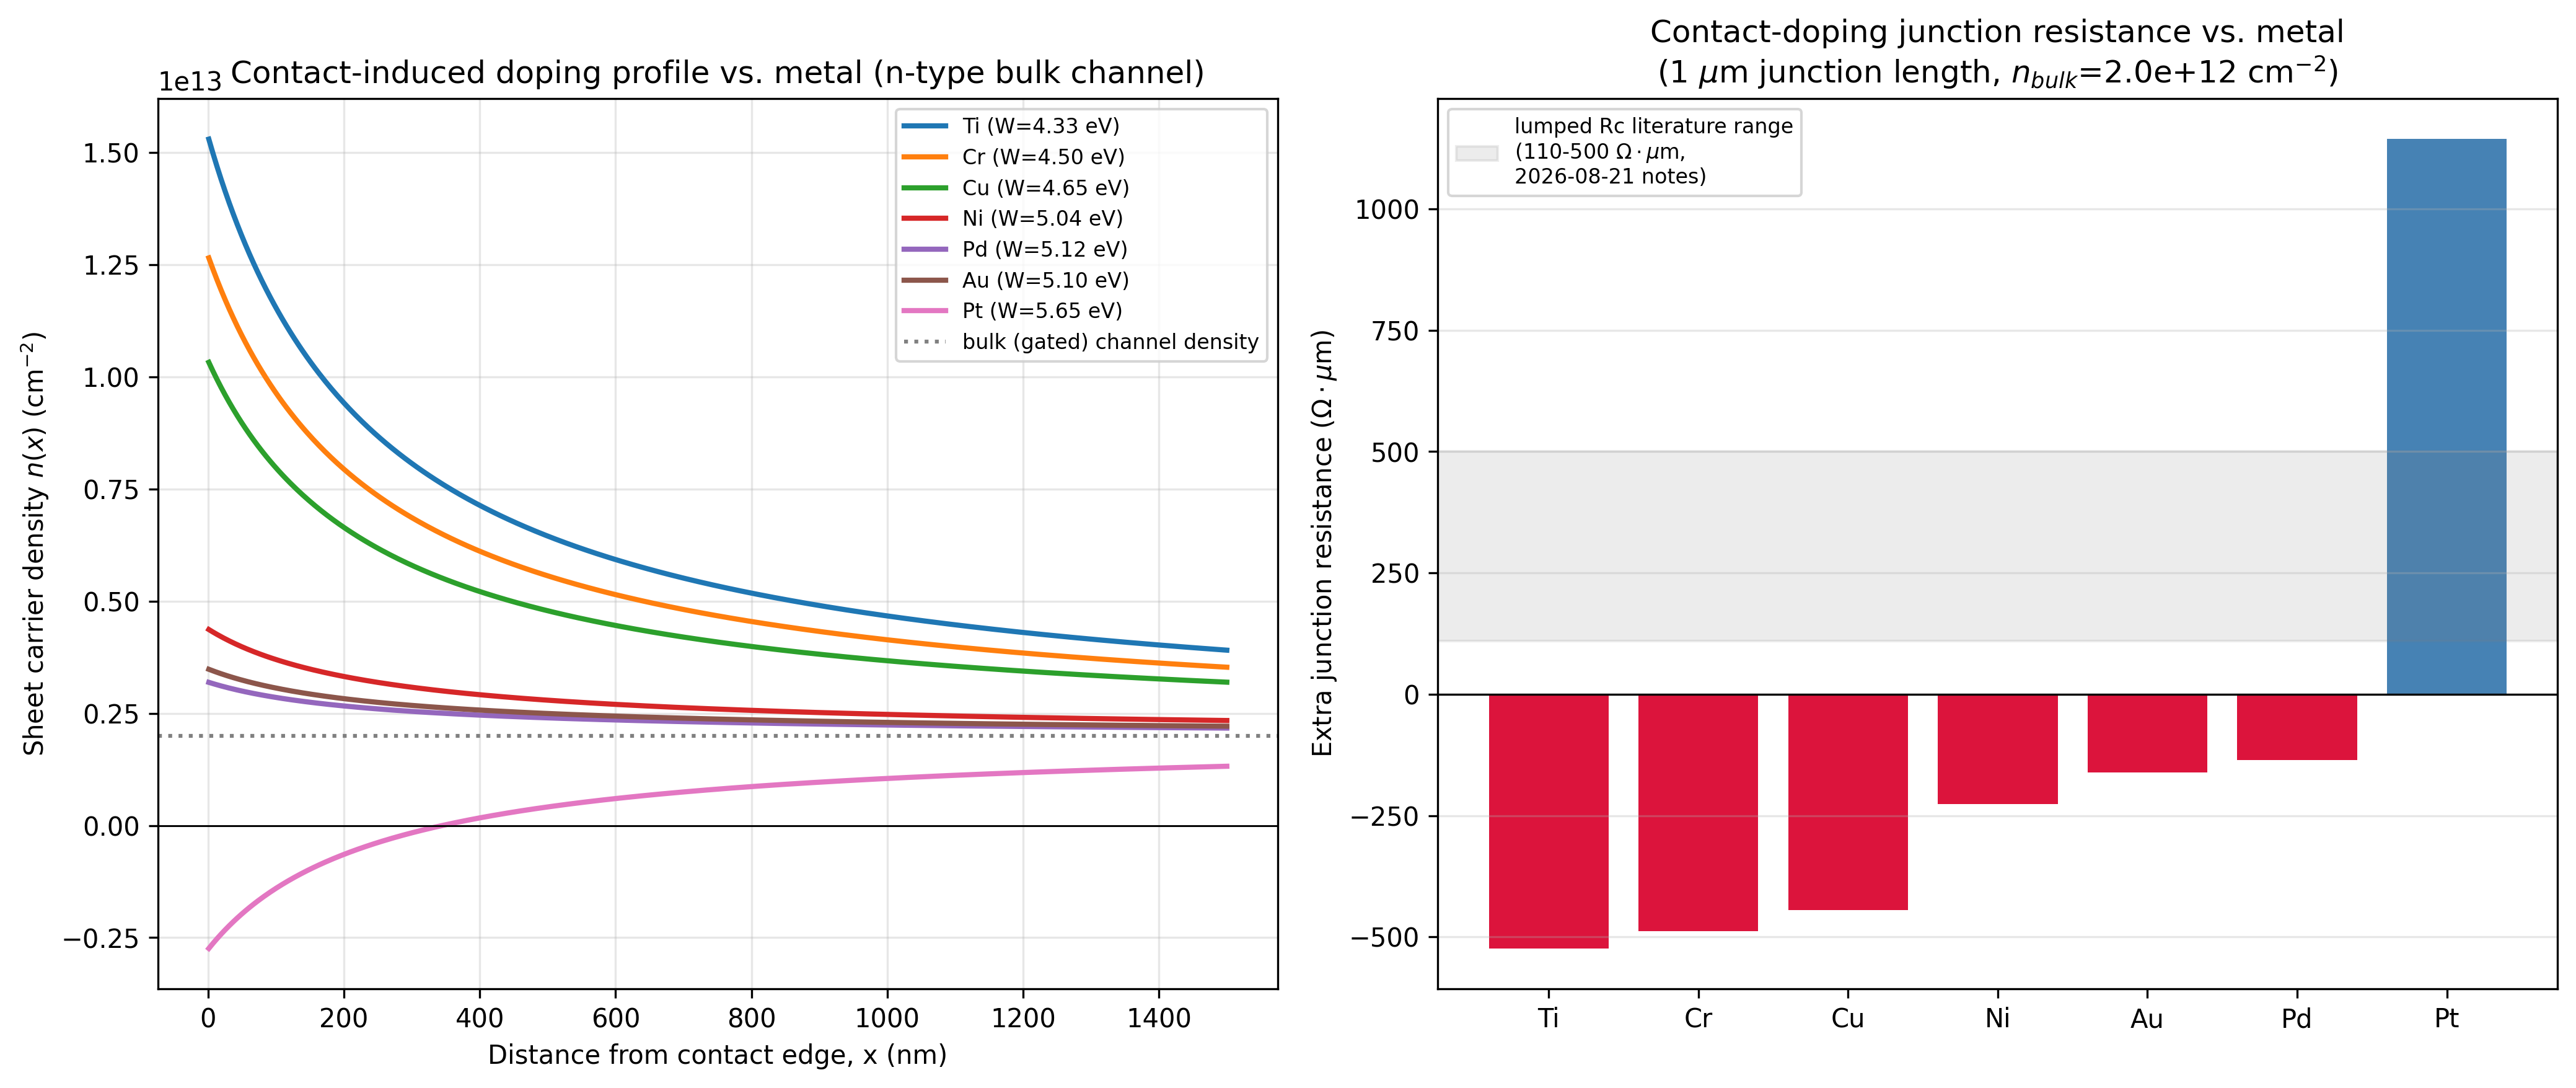 Contact-induced doping profile vs. metal (n-type bulk channel)
1e13
Sheet carrier density n(x) (cm⁻²)
1.50
1.25
1.00
0.75
0.50
0.25
0.00
−0.25
0 200 400 600 800 1000 1200 1400
Distance from contact edge, x (nm)
Ti (W=4.33 eV)
Cr (W=4.50 eV)
Cu (W=4.65 eV)
Ni (W=5.04 eV)
Pd (W=5.12 eV)
Au (W=5.10 eV)
Pt (W=5.65 eV)
bulk (gated) channel density
Contact-doping junction resistance vs. metal
(1 μm junction length, n_bulk=2.0e+12 cm⁻²)
Extra junction resistance (Ω·μm)
1000
750
500
250
0
−250
−500
Ti Cr Cu Ni Au Pd Pt
lumped Rc literature range
(110-500 Ω·μm,
2026-08-21 notes)